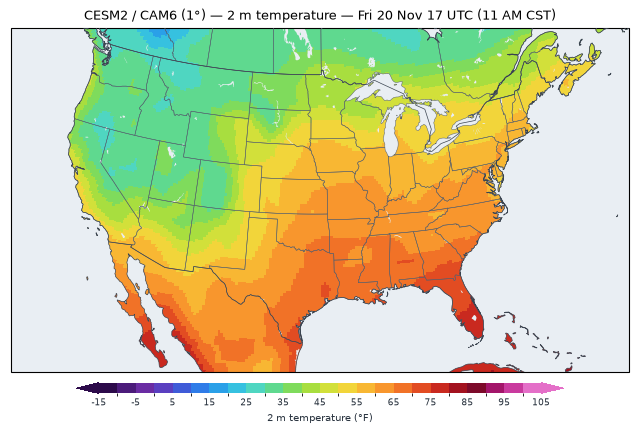 CESM2 / CAM6 (1°) — 2 m temperature — Fri 20 Nov 17 UTC (11 AM CST)
-15 -5 5 15 25 35 45 55 65 75 85 95 105
2 m temperature (°F)